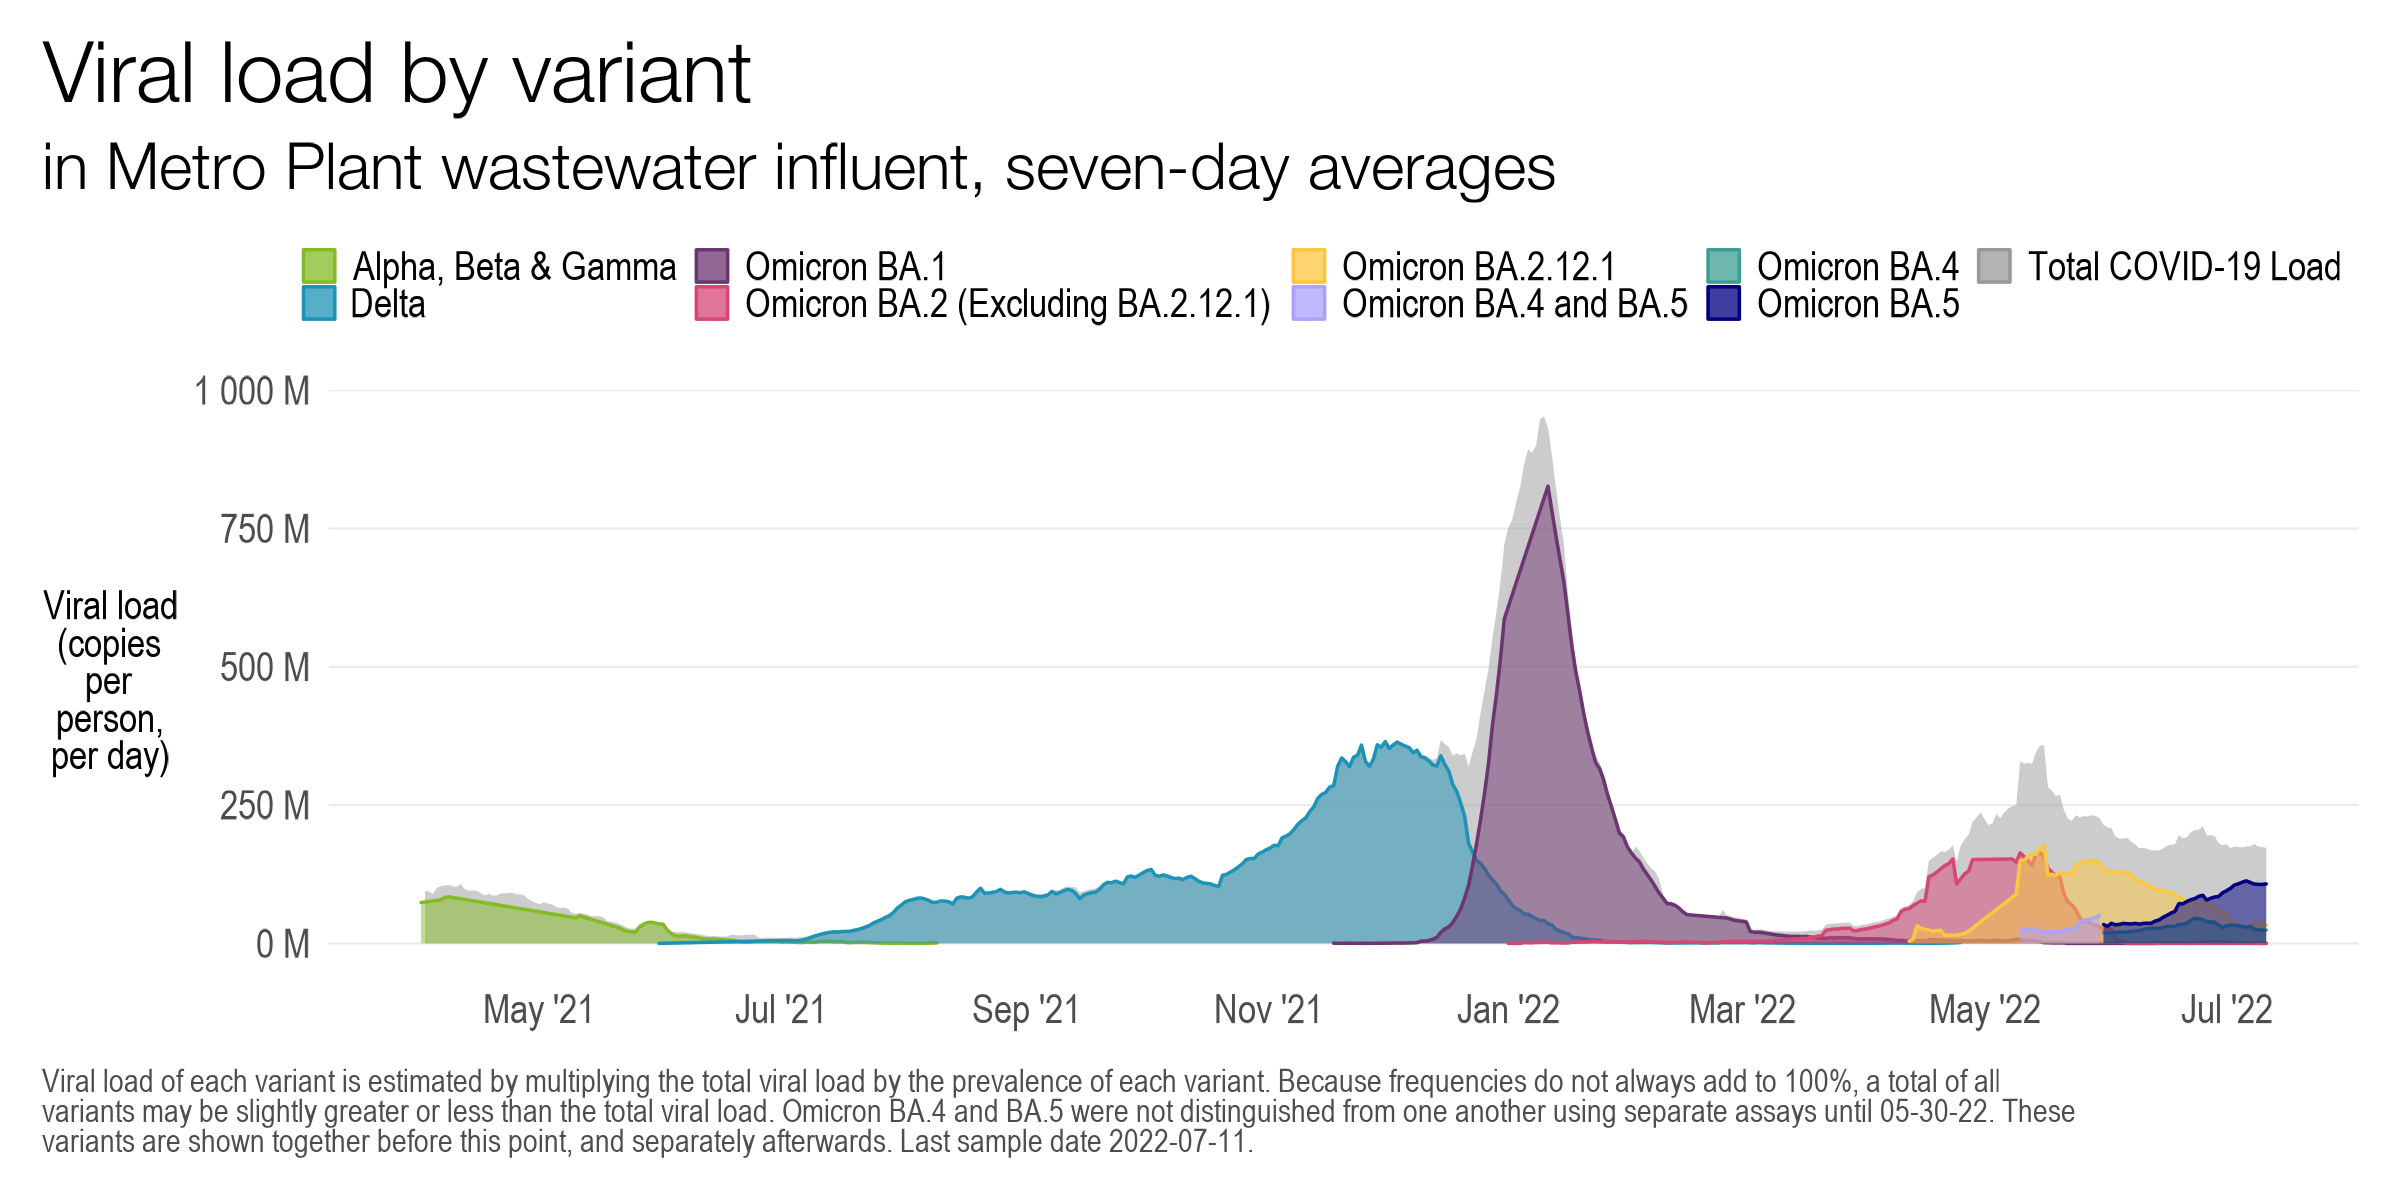 Viral load by variant
in Metro Plant wastewater influent, seven-day averages
Alpha, Beta & Gamma
Omicron BA.1
Omicron BA.2.12.1
Omicron BA.4
Total COVID-19 Load
Delta
Omicron BA.2 (Excluding BA.2.12.1)
Omicron BA.4 and BA.5
Omicron BA.5
1 000 M
750 M
500 M
250 M
0 M
Viral load
(copies
per
person,
per day)
May '21
Jul '21
Sep '21
Nov '21
Jan '22
Mar '22
May '22
Jul '22
Viral load of each variant is estimated by multiplying the total viral load by the prevalence of each variant. Because frequencies do not always add to 100%, a total of all
variants may be slightly greater or less than the total viral load. Omicron BA.4 and BA.5 were not distinguished from one another using separate assays until 05-30-22. These
variants are shown together before this point, and separately afterwards. Last sample date 2022-07-11.